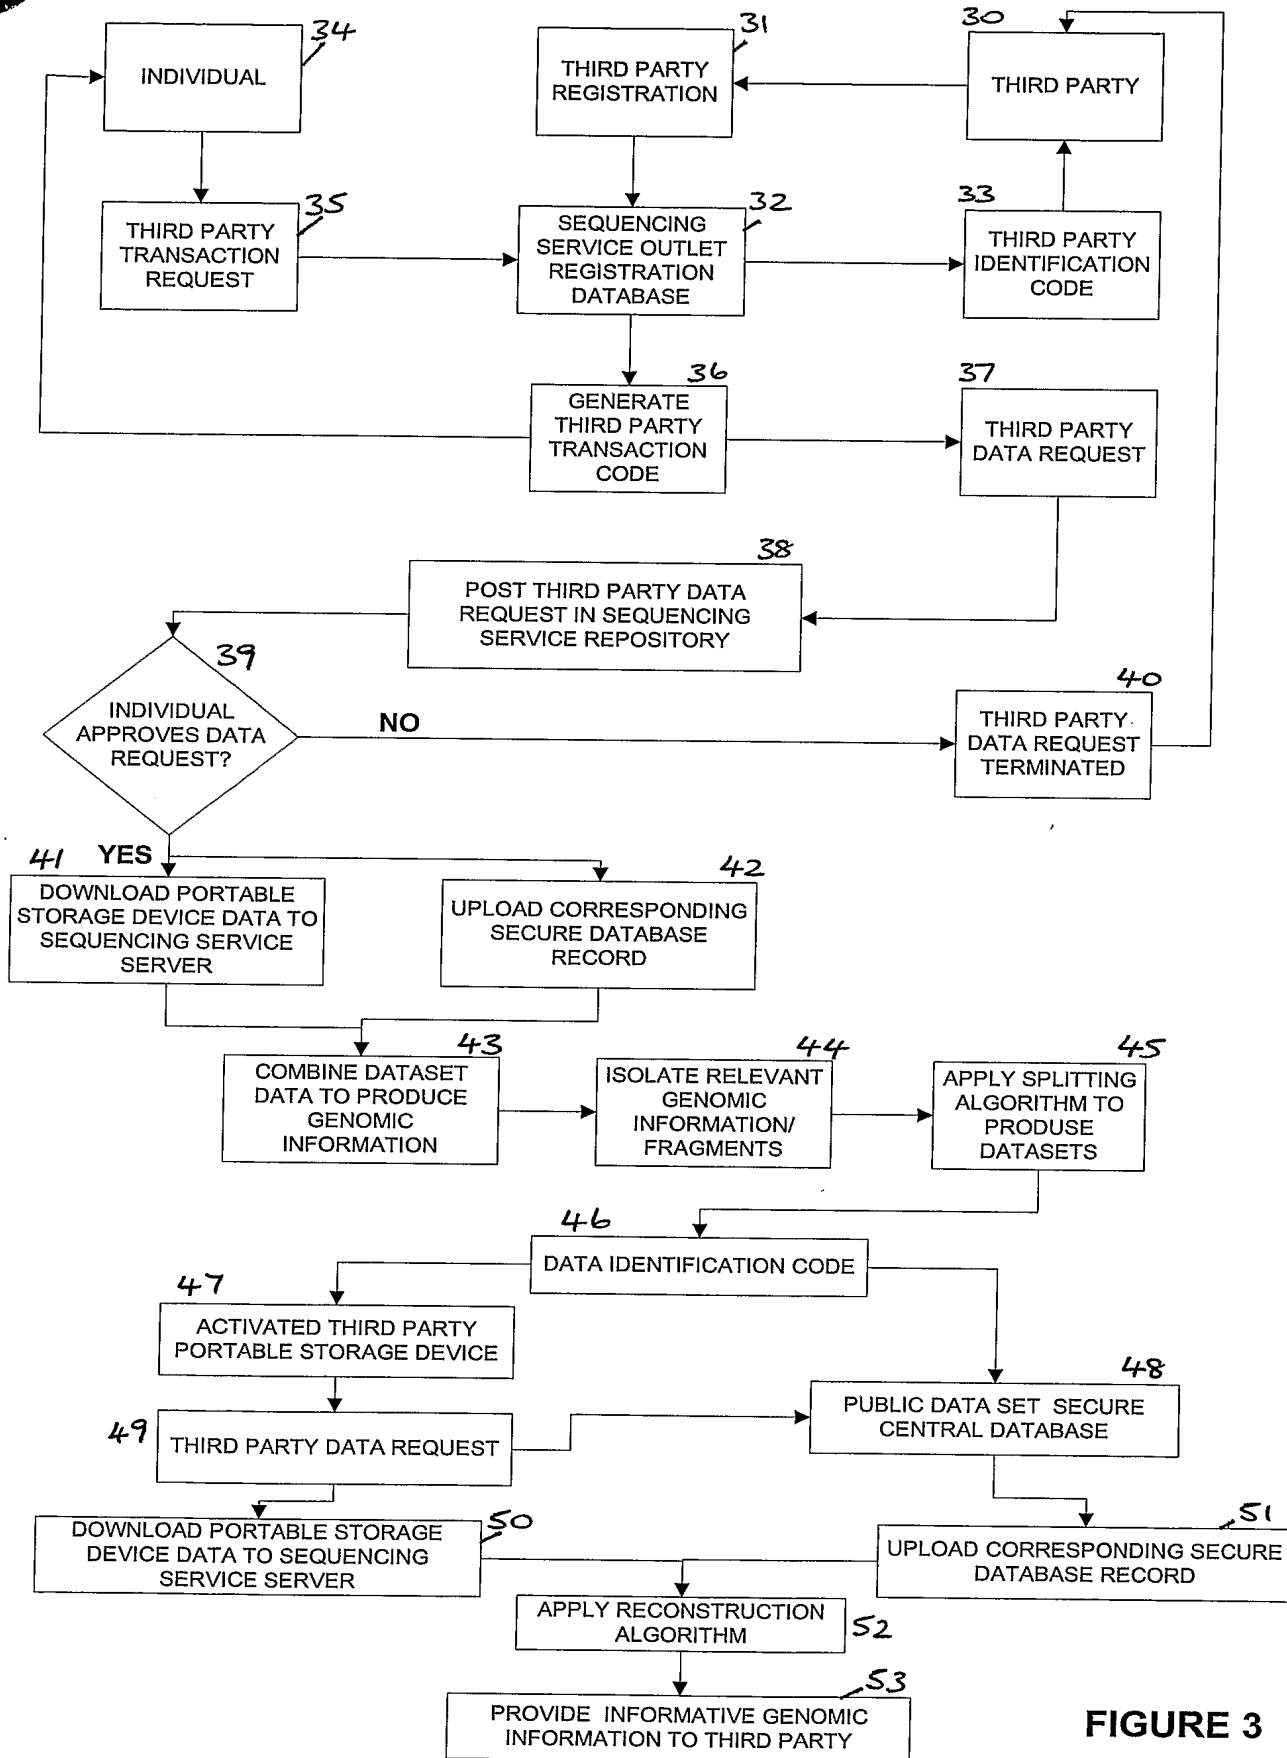 34
INDIVIDUAL
31
THIRD PARTY
REGISTRATION
30
THIRD PARTY
35
THIRD PARTY
TRANSACTION
REQUEST
32
SEQUENCING
SERVICE OUTLET
REGISTRATION
DATABASE
33
THIRD PARTY
IDENTIFICATION
CODE
36
GENERATE
THIRD PARTY
TRANSACTION
CODE
37
THIRD PARTY
DATA REQUEST
38
POST THIRD PARTY DATA
REQUEST IN SEQUENCING
SERVICE REPOSITORY
39
INDIVIDUAL
APPROVES DATA
REQUEST?
NO
40
THIRD PARTY
DATA REQUEST
TERMINATED
YES
41
DOWNLOAD PORTABLE
STORAGE DEVICE DATA TO
SEQUENCING SERVICE
SERVER
42
UPLOAD CORRESPONDING
SECURE DATABASE
RECORD
43
COMBINE DATASET
DATA TO PRODUCE
GENOMIC
INFORMATION
44
ISOLATE RELEVANT
GENOMIC
INFORMATION/
FRAGMENTS
45
APPLY SPLITTING
ALGORITHM TO
PRODUSE
DATASETS
46
DATA IDENTIFICATION CODE
47
ACTIVATED THIRD PARTY
PORTABLE STORAGE DEVICE
48
PUBLIC DATA SET SECURE
CENTRAL DATABASE
49
THIRD PARTY DATA REQUEST
50
DOWNLOAD PORTABLE STORAGE
DEVICE DATA TO SEQUENCING
SERVICE SERVER
51
UPLOAD CORRESPONDING SECURE
DATABASE RECORD
APPLY RECONSTRUCTION
ALGORITHM
52
53
PROVIDE INFORMATIVE GENOMIC
INFORMATION TO THIRD PARTY
FIGURE 3